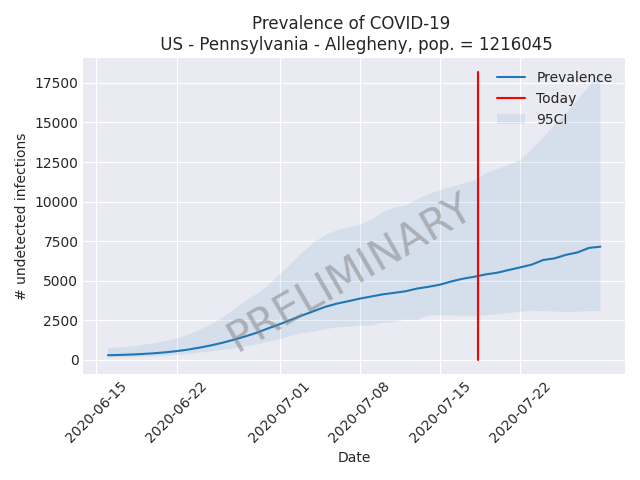 Prevalence of COVID-19
US - Pennsylvania - Allegheny, pop. = 1216045
17500
15000
12500
10000
7500
5000
2500
0
# undetected infections
Prevalence
Today
95CI
PRELIMINARY
2020-06-15
2020-06-22
2020-07-01
2020-07-08
2020-07-15
2020-07-22
Date